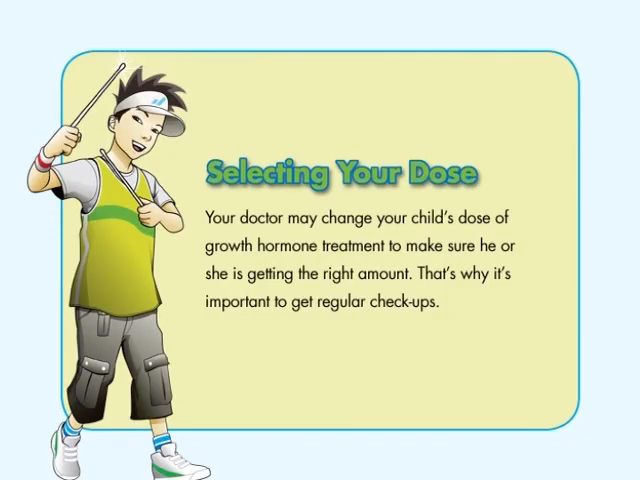 Selecting Your Dose
Your doctor may change your child's dose of
growth hormone treatment to make sure he or
she is getting the right amount. That's why it's
important to get regular check-ups.